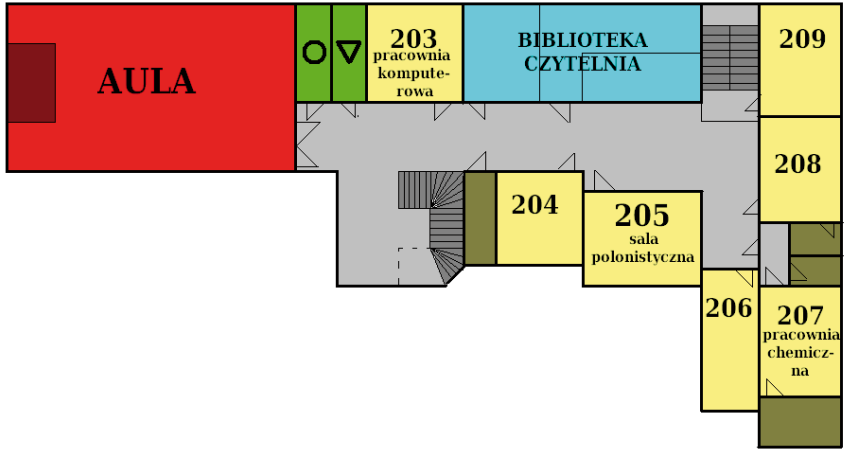 AULA
203
pracownia
kompute-
rowa
BIBLIOTEKA
CZYTELNIA
209
208
204
205
sala
polonistyczna
206
207
pracownia
chemicz-
na